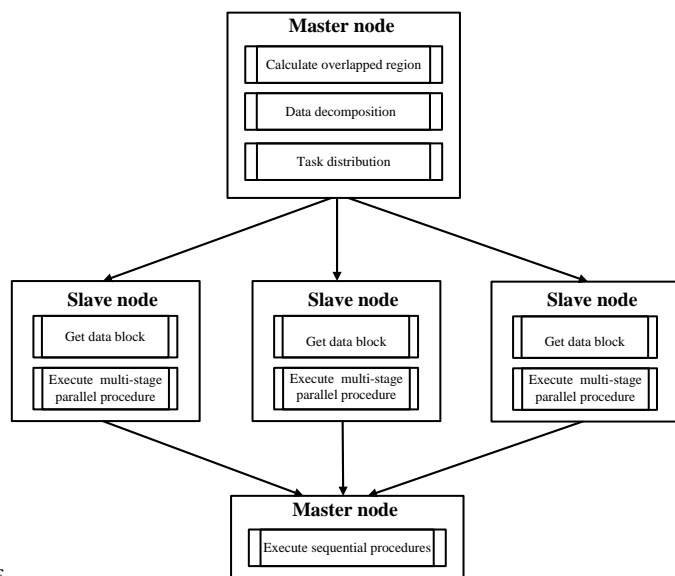 Master node
Calculate overlapped region
Data decomposition
Task distribution
Slave node
Get data block
Execute multi-stage
parallel procedure
Slave node
Get data block
Execute multi-stage
parallel procedure
Slave node
Get data block
Execute multi-stage
parallel procedure
Master node
Execute sequential procedures